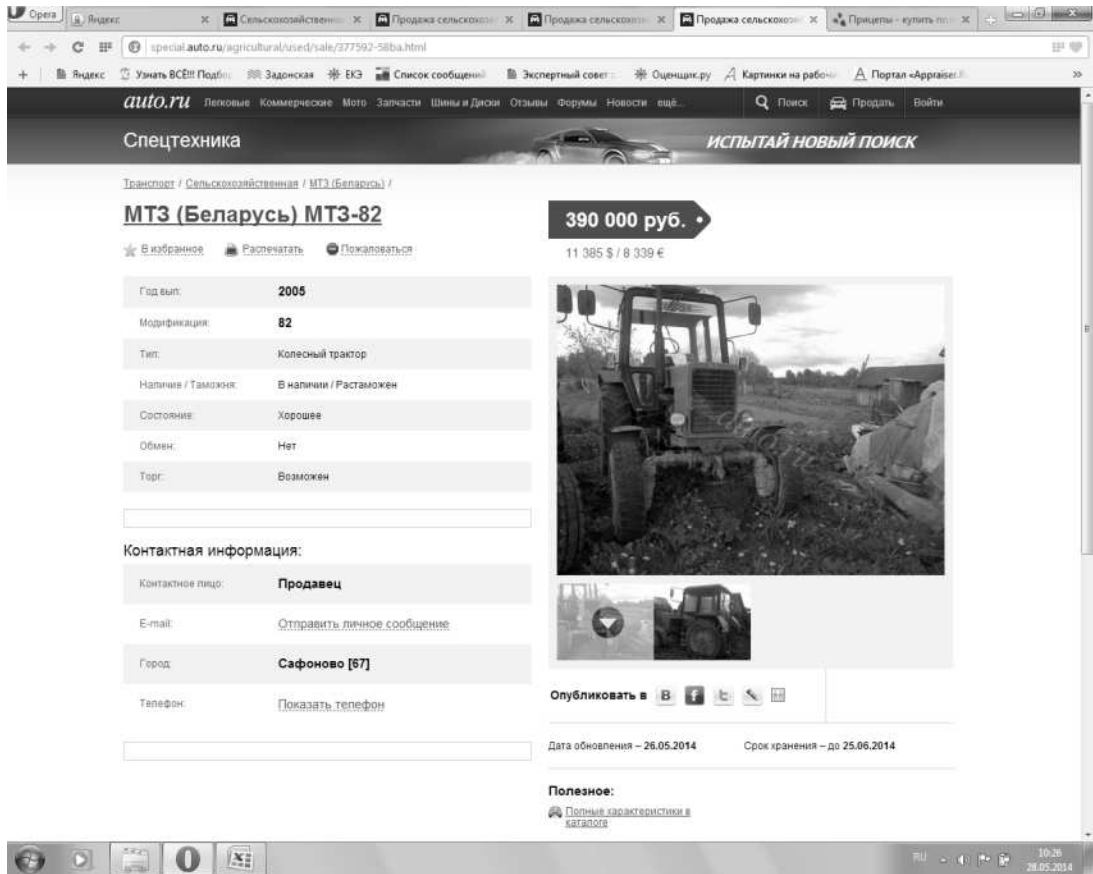 Opera
Яндекс
Сельскохозяйственн
Продажа сельскохозя
Продажа сельскохозя
Продажа сельскохозя
Прицепы - купить по
special.auto.ru/agricultural/used/sale/377592-58ba.html
Яндекс Узнать ВСЁ!!! Подбо Задонская ЕКЭ Список сообщений Экспертный совет :: Оценщик.ру Картинки на рабоч Портал «Appraiser.
auto.ru Легковые Коммерческие Мото Запчасти Шины и Диски Отзывы Форумы Новости ещё... Поиск Продать Войти
Спецтехника ИСПЫТАЙ НОВЫЙ ПОИСК
Транспорт / Сельскохозяйственная / МТЗ (Беларусь) /
МТЗ (Беларусь) МТЗ-82
390 000 руб.
В избранное Распечатать Пожаловаться
11 385 $ / 8 339 €
Год вып: 2005
Модификация: 82
Тип: Колесный трактор
Наличие / Таможня: В наличии / Растаможен
Состояние: Хорошее
Обмен: Нет
Торг: Возможен
Контактная информация:
Контактное лицо: Продавец
E-mail: Отправить личное сообщение
Город: Сафоново [67]
Телефон: Показать телефон
Опубликовать в
Дата обновления – 26.05.2014 Срок хранения – до 25.06.2014
Полезное:
Полные характеристики в
каталоге
RU 10:26
28.05.2014